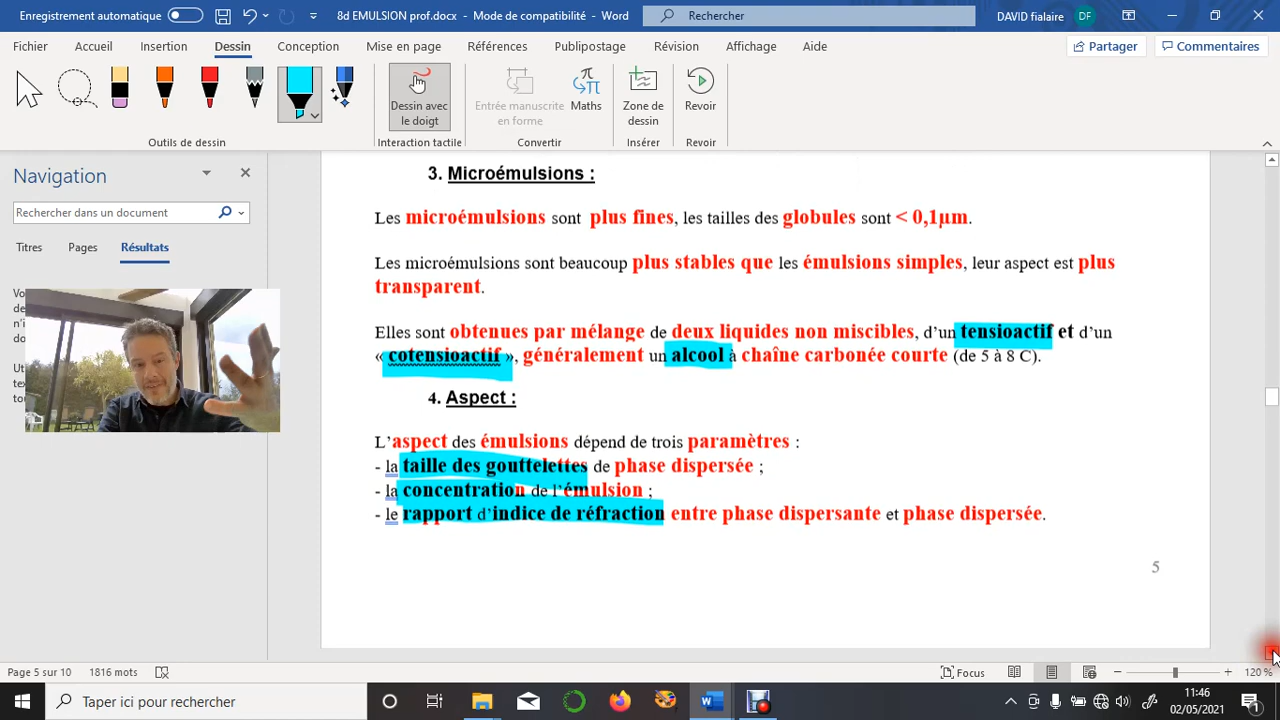 Enregistrement automatique
8d EMULSION prof.doc - Mode de compatibilité - Word
Rechercher
DAVID fialaire
DF
Fichier Accueil Insertion Dessin Conception Mise en page Références Publipostage Révision Affichage Aide
Partager Commentaires
Dessin avec le doigt
Entrée manuscrite en forme
Maths
Zone de dessin
Revoir
Outils de dessin
Interaction tactile
Convertir
Insérer
Revoir
Navigation
Rechercher dans un document
Titres Pages Résultats
3. Microémulsions :
Les microémulsions sont plus fines, les tailles des globules sont < 0,1µm.
Les microémulsions sont beaucoup plus stables que les émulsions simples, leur aspect est plus
transparent.
Elles sont obtenues par mélange de deux liquides non miscibles, d’un tensioactif et d’un
« cotensioactif », généralement un alcool à chaîne carbonée courte (de 5 à 8 C).
4. Aspect :
L’aspect des émulsions dépend de trois paramètres :
- la taille des gouttelettes de phase dispersée ;
- la concentration de l’émulsion ;
- le rapport d’indice de réfraction entre phase dispersante et phase dispersée.
5
Page 5 sur 10 1816 mots
Focus
120 %
Taper ici pour rechercher
11:46
02/05/2021
1